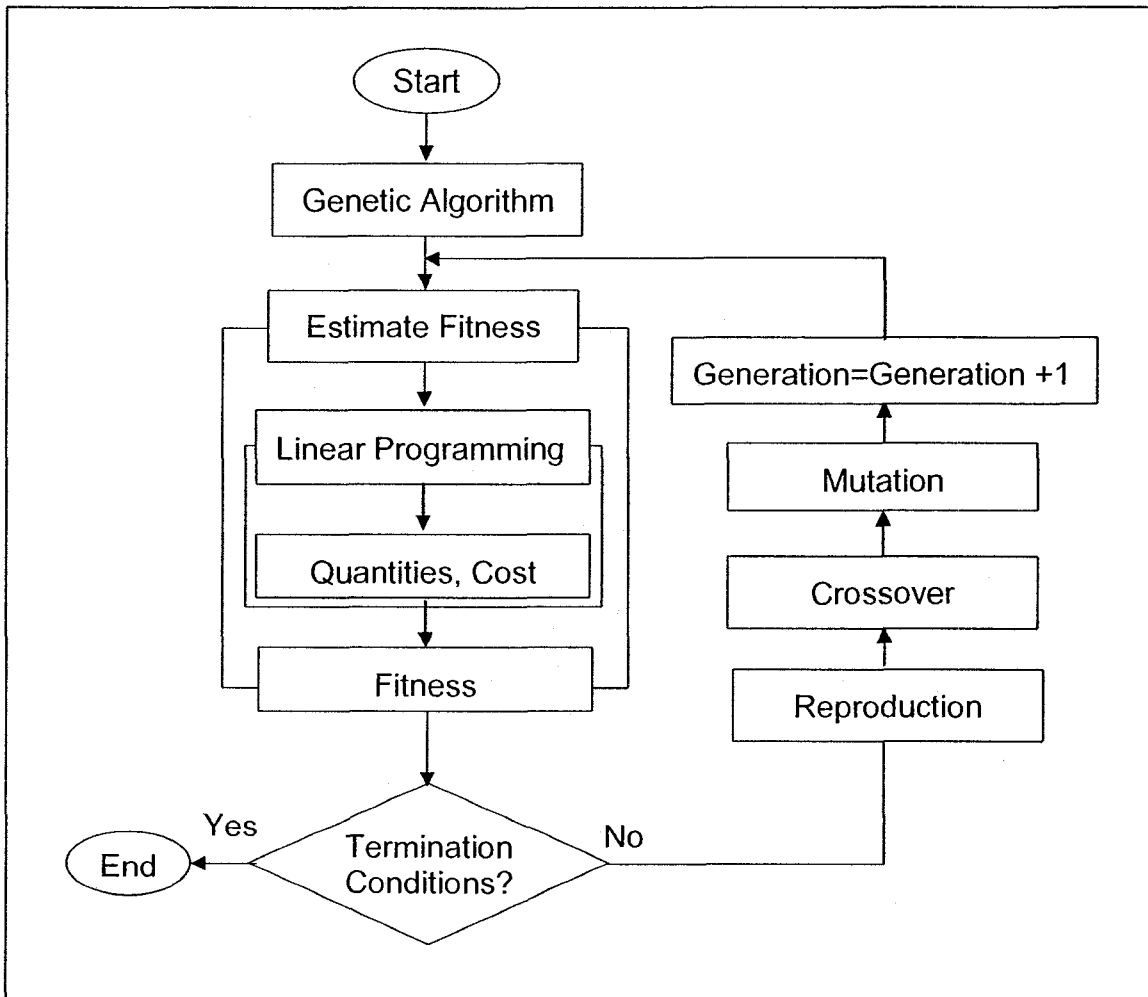 Start
Genetic Algorithm
Estimate Fitness
Linear Programming
Quantities, Cost
Fitness
Termination
Conditions?
Yes
End
No
Reproduction
Crossover
Mutation
Generation=Generation +1